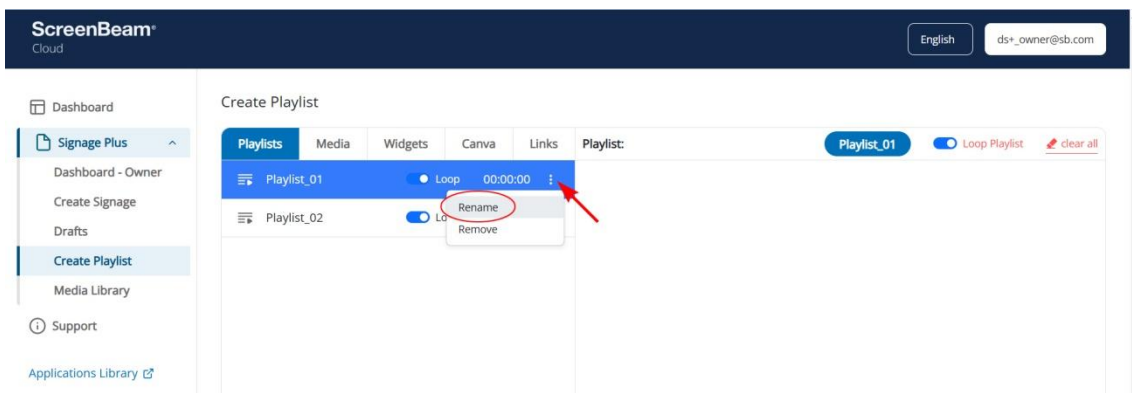 ScreenBeam®
Cloud
English
ds+_owner@sb.com
Dashboard
Signage Plus
Dashboard - Owner
Create Signage
Drafts
Create Playlist
Media Library
Support
Applications Library
Create Playlist
Playlists Media Widgets Canva Links
Playlist_01 Loop 00:00:00
Rename
Playlist_02 Lo
Remove
Playlist: Playlist_01 Loop Playlist clear all